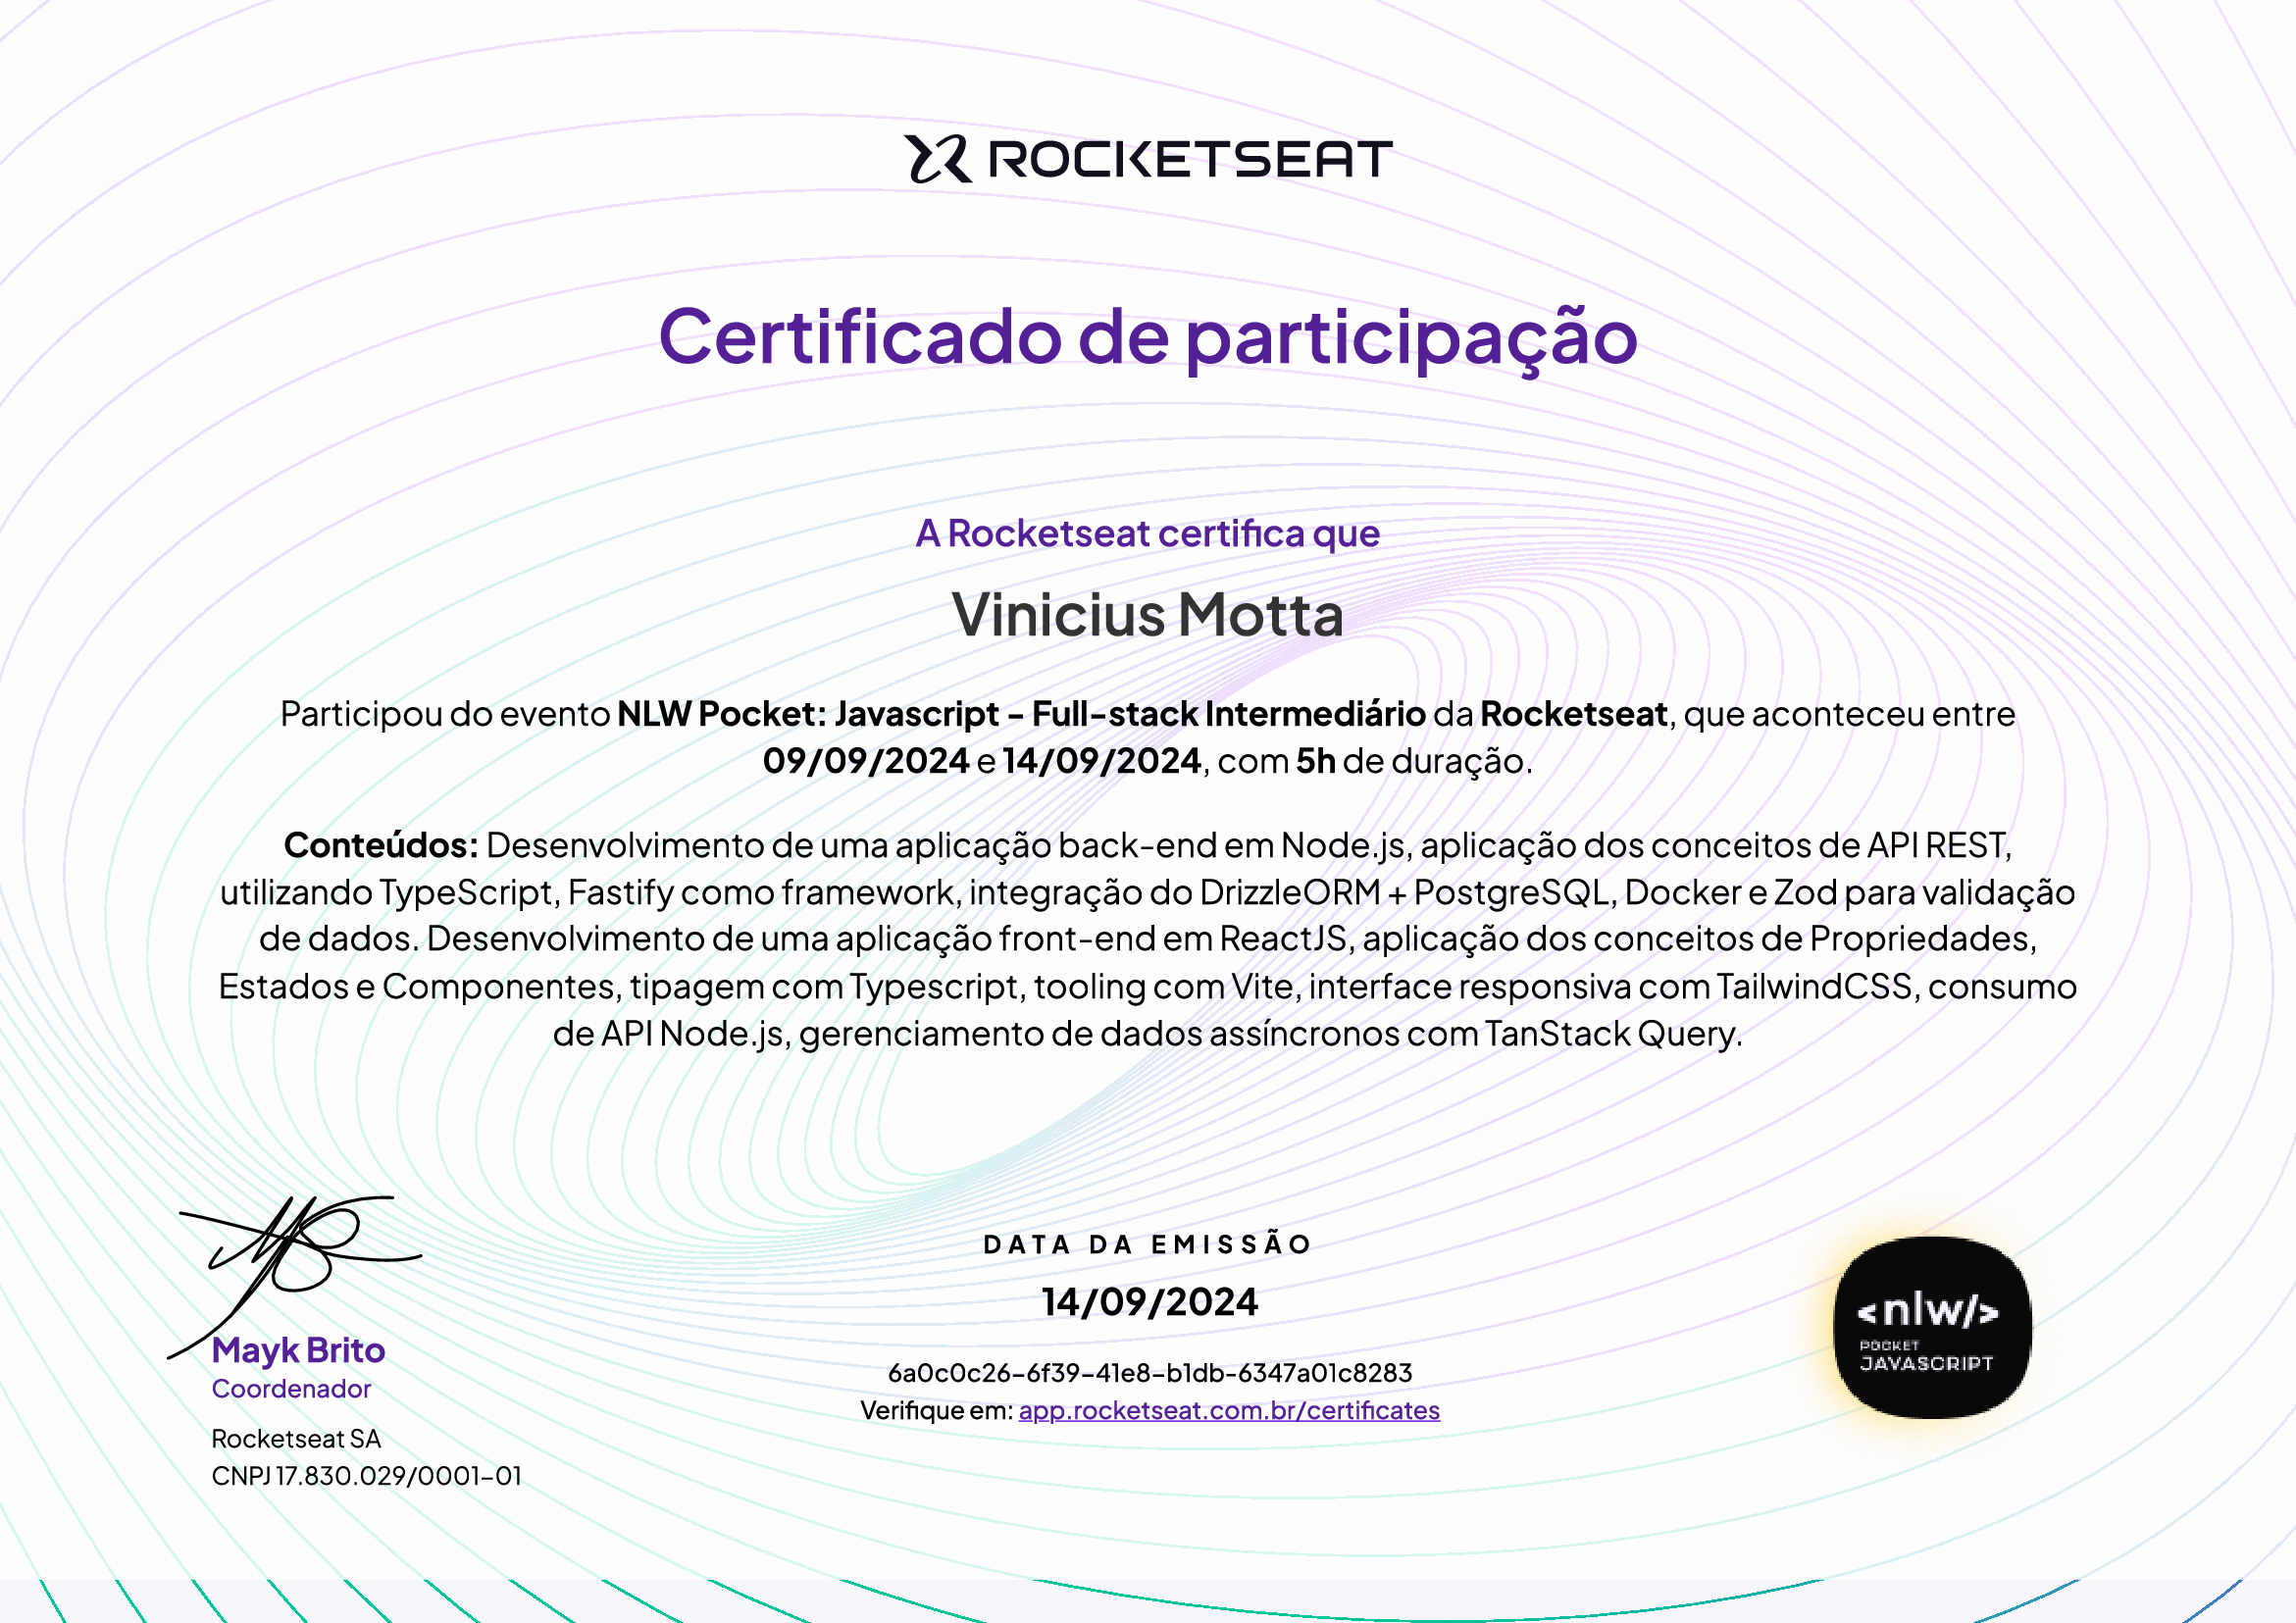 ROCKETSEAT
Certificado de participação
A Rocketseat certifica que
Vinicius Motta
Participou do evento NLW Pocket: Javascript - Full-stack Intermediário da Rocketseat, que aconteceu entre
09/09/2024 e 14/09/2024, com 5h de duração.
Conteúdos: Desenvolvimento de uma aplicação back-end em Node.js, aplicação dos conceitos de API REST,
utilizando TypeScript, Fastify como framework, integração do DrizzleORM + PostgreSQL, Docker e Zod para validação
de dados. Desenvolvimento de uma aplicação front-end em ReactJS, aplicação dos conceitos de Propriedades,
Estados e Componentes, tipagem com Typescript, tooling com Vite, interface responsiva com TailwindCSS, consumo
de API Node.js, gerenciamento de dados assíncronos com TanStack Query.
Mayk Brito
Coordenador
Rocketseat SA
CNPJ 17.830.029/0001-01
DATA DA EMISSÃO
14/09/2024
6a0c0c26-6f39-41e8-b1db-6347a01c8283
Verifique em: app.rocketseat.com.br/certificates
<nlw/>
POCKET
JAVASCRIPT